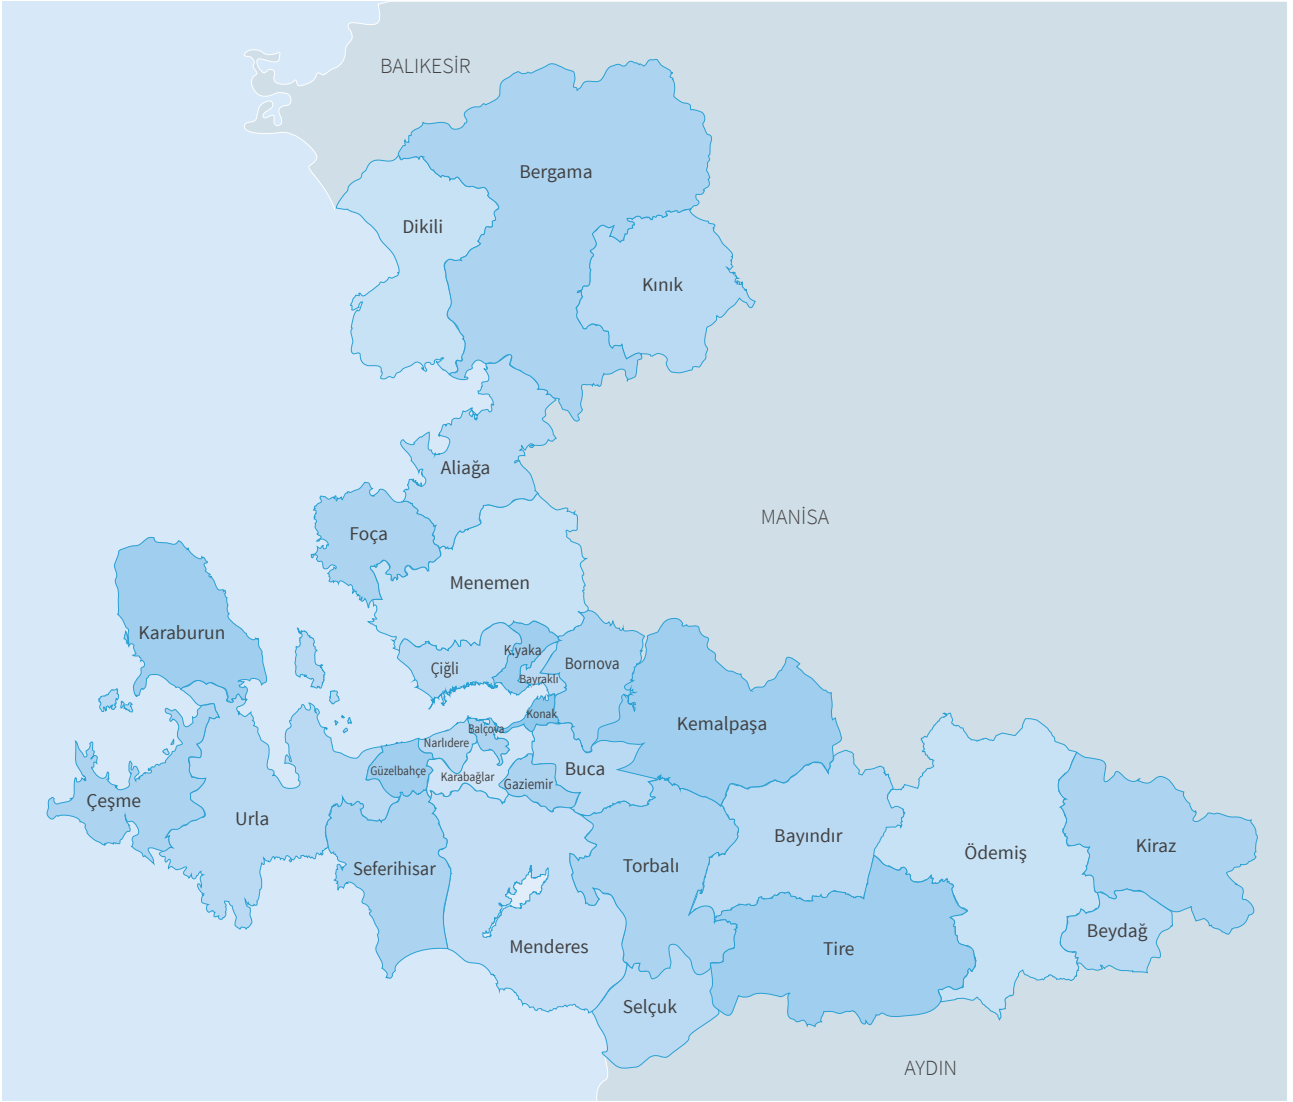 BALIKESİR
Bergama
Dikili
Kınık
Aliağa
MANİSA
Foça
Menemen
Karaburun
K.yaka
Bornova
Çiğli
Bayraklı
Konak
Kemalpaşa
Balçova
Narlıdere
Buca
Güzelbahçe
Karabağlar
Gaziemir
Çeşme
Urla
Bayındır
Kiraz
Ödemiş
Seferihisar
Torbalı
Beydağ
Menderes
Tire
Selçuk
AYDIN